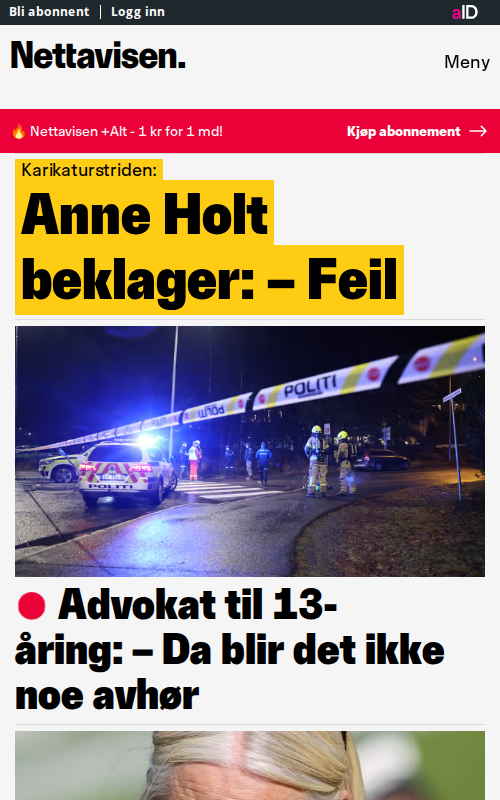 Bli abonnent | Logg inn
aID
Nettavisen.
Meny
🔥 Nettavisen +Alt - 1 kr for 1 md!
Kjøp abonnement →
Karikaturstriden:
Anne Holt
beklager: – Feil
POLITI
POLITI
POLITI
Advokat til 13-
åring: – Da blir det ikke
noe avhør